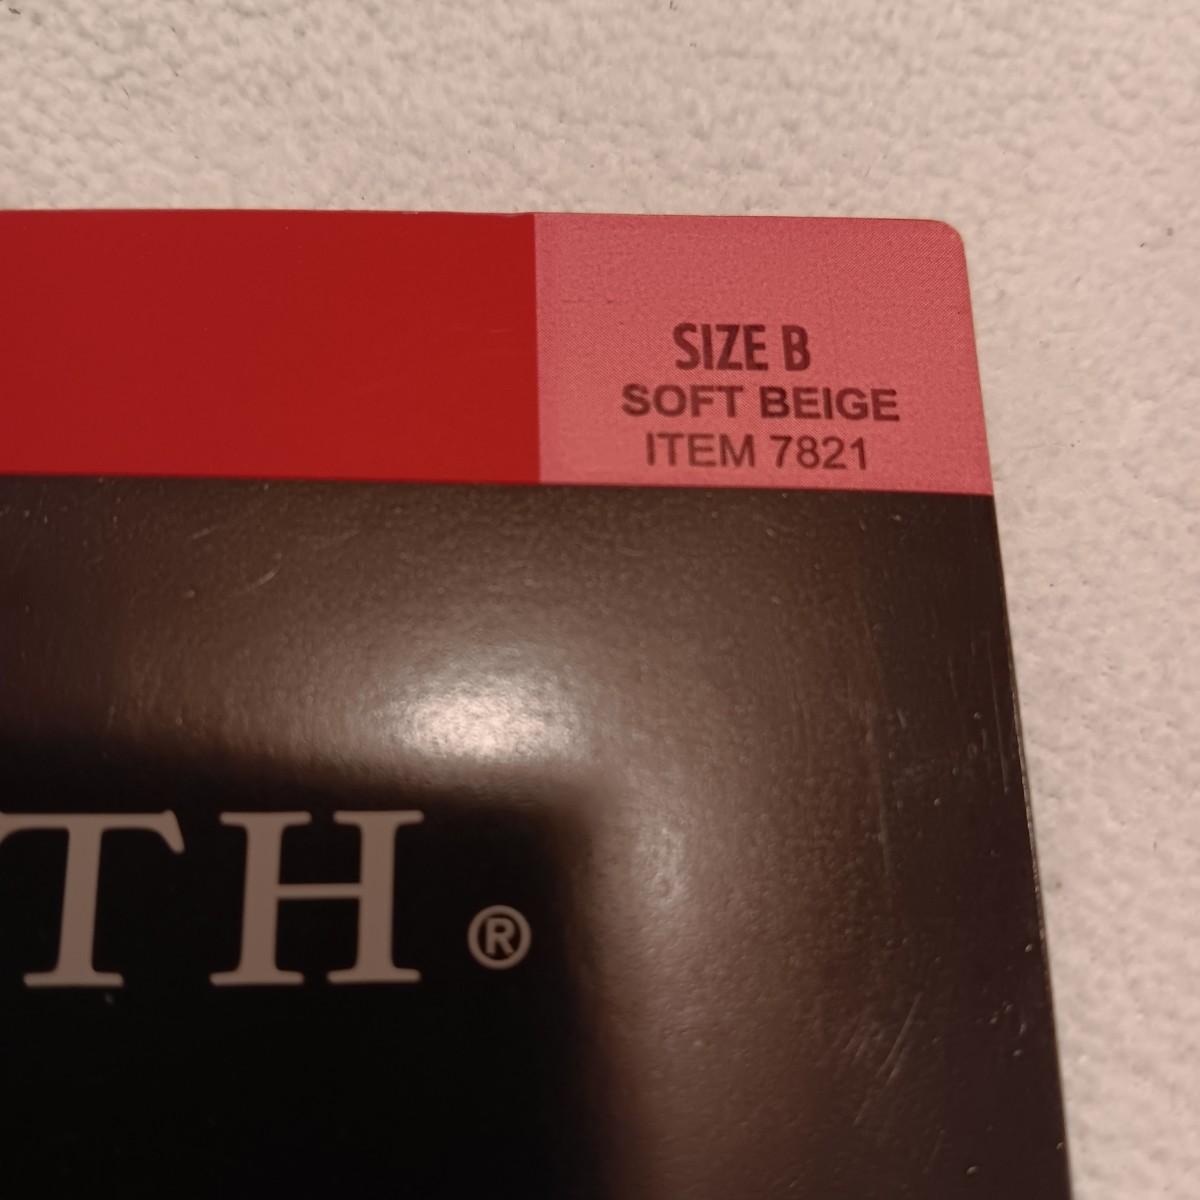 SIZE B
SOFT BEIGE
ITEM 7821
TH®